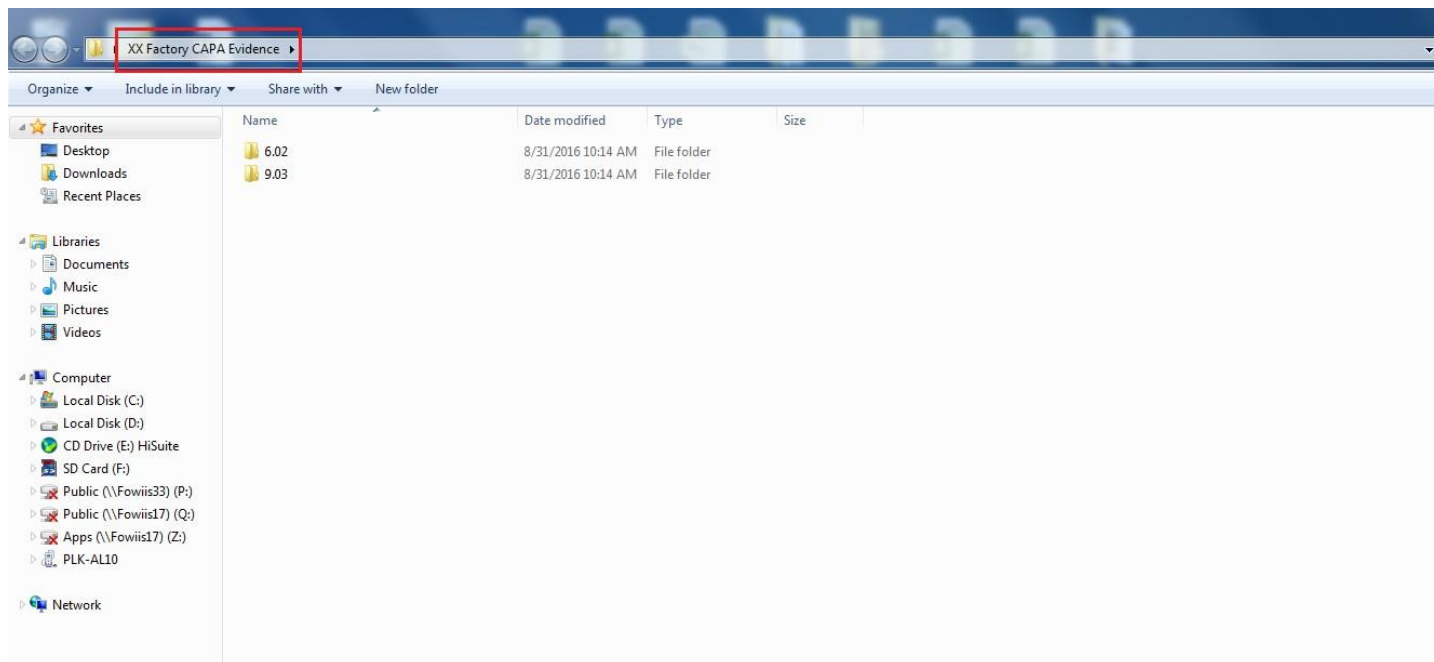 XX Factory CAPA Evidence
Organize Include in library Share with New folder
Name Date modified Type Size
6.02 8/31/2016 10:14 AM File folder
9.03 8/31/2016 10:14 AM File folder
Favorites
Desktop
Downloads
Recent Places
Libraries
Documents
Music
Pictures
Videos
Computer
Local Disk (C:)
Local Disk (D:)
CD Drive (E:) HiSuite
SD Card (F:)
Public (\\Fowiis33) (P:)
Public (\\Fowiis17) (Q:)
Apps (\\Fowiis17) (Z:)
PLK-AL10
Network